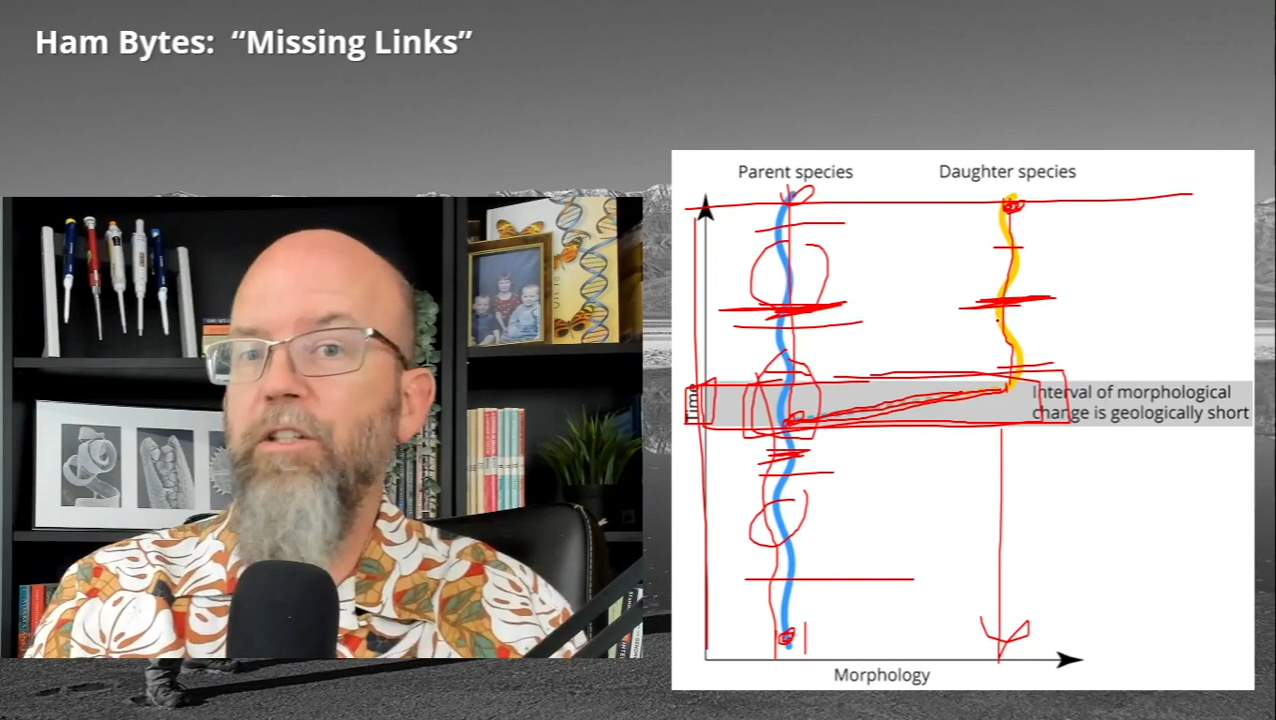 Ham Bytes: “Missing Links”
Parent species
Daughter species
Time
Interval of morphological
change is geologically short
Morphology